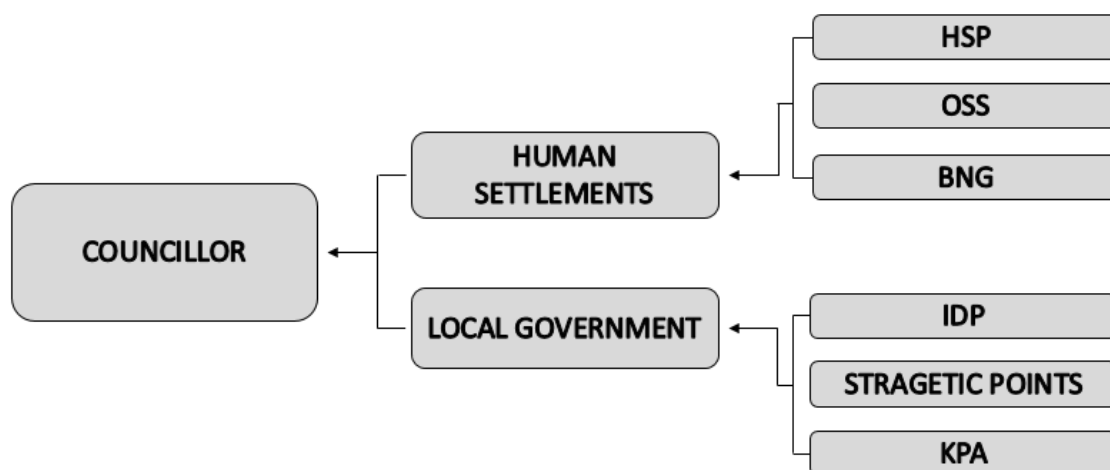 HSP
OSS
HUMAN
SETTLEMENTS
BNG
COUNCILLOR
LOCAL GOVERNMENT
IDP
STRAGETIC POINTS
KPA